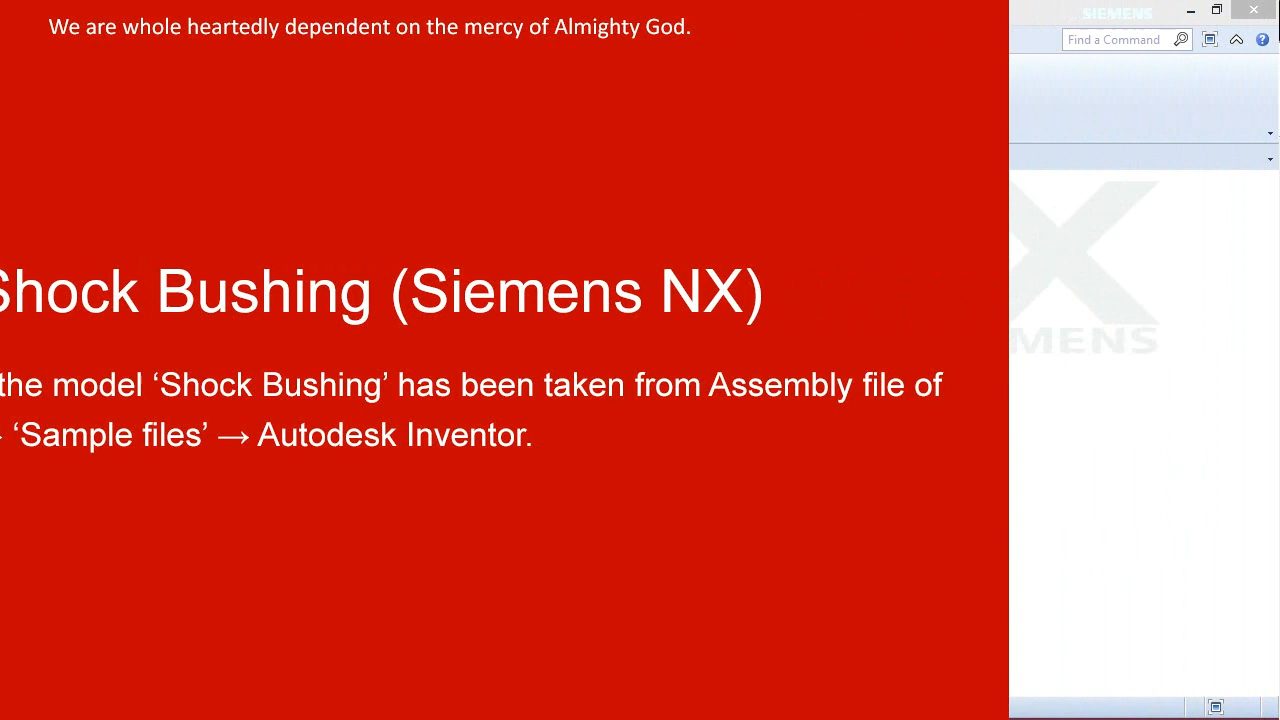 We are whole heartedly dependent on the mercy of Almighty God.
SIEMENS
Find a Command
Shock Bushing (Siemens NX)
the model ‘Shock Bushing’ has been taken from Assembly file of
‘Sample files’ → Autodesk Inventor.
X
MENS